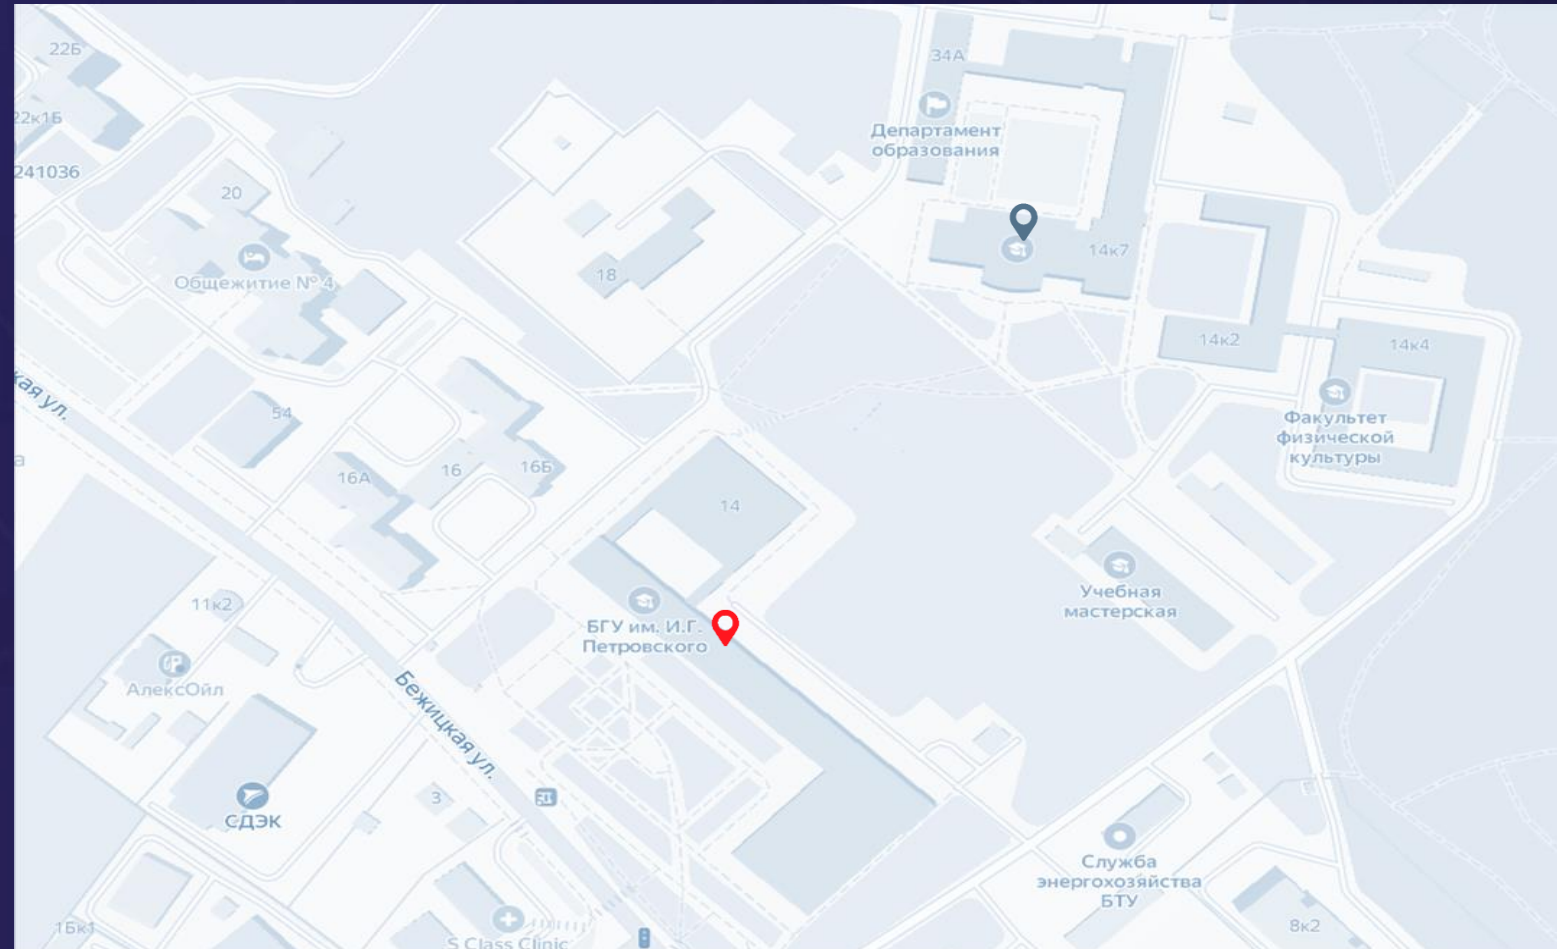 22Б
34А
22к1Б
Департамент
образования
241036
20
Общежитие № 4
18
14к7
14к2
14к4
кая ул.
54
Факультет
физической
культуры
16А
16
16Б
14
11к2
БГУ им. И.Г.
Петровского
Учебная
мастерская
АлексОйл
Бежицкая ул.
3
СДЭК
Служба
энергохозяйства
БТУ
1Бк1
S Class Clinic
8к2